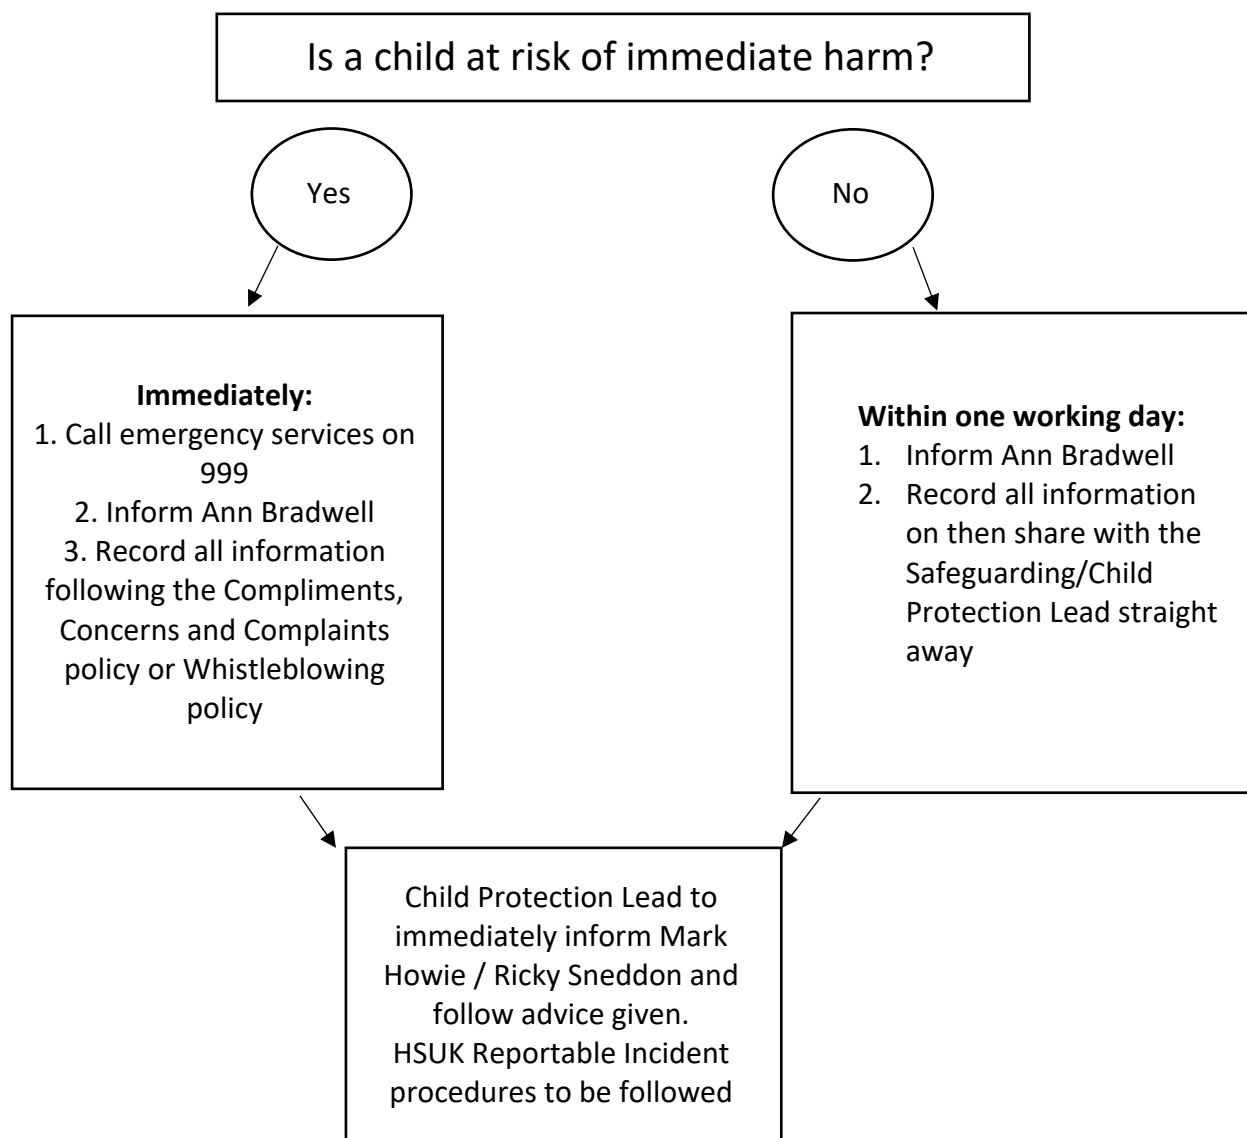 Is a child at risk of immediate harm?
Yes
No
Immediately:
1. Call emergency services on
999
2. Inform Ann Bradwell
3. Record all information
following the Compliments,
Concerns and Complaints
policy or Whistleblowing
policy
Within one working day:
1. Inform Ann Bradwell
2. Record all information
on then share with the
Safeguarding/Child
Protection Lead straight
away
Child Protection Lead to
immediately inform Mark
Howie / Ricky Sneddon and
follow advice given.
HSUK Reportable Incident
procedures to be followed